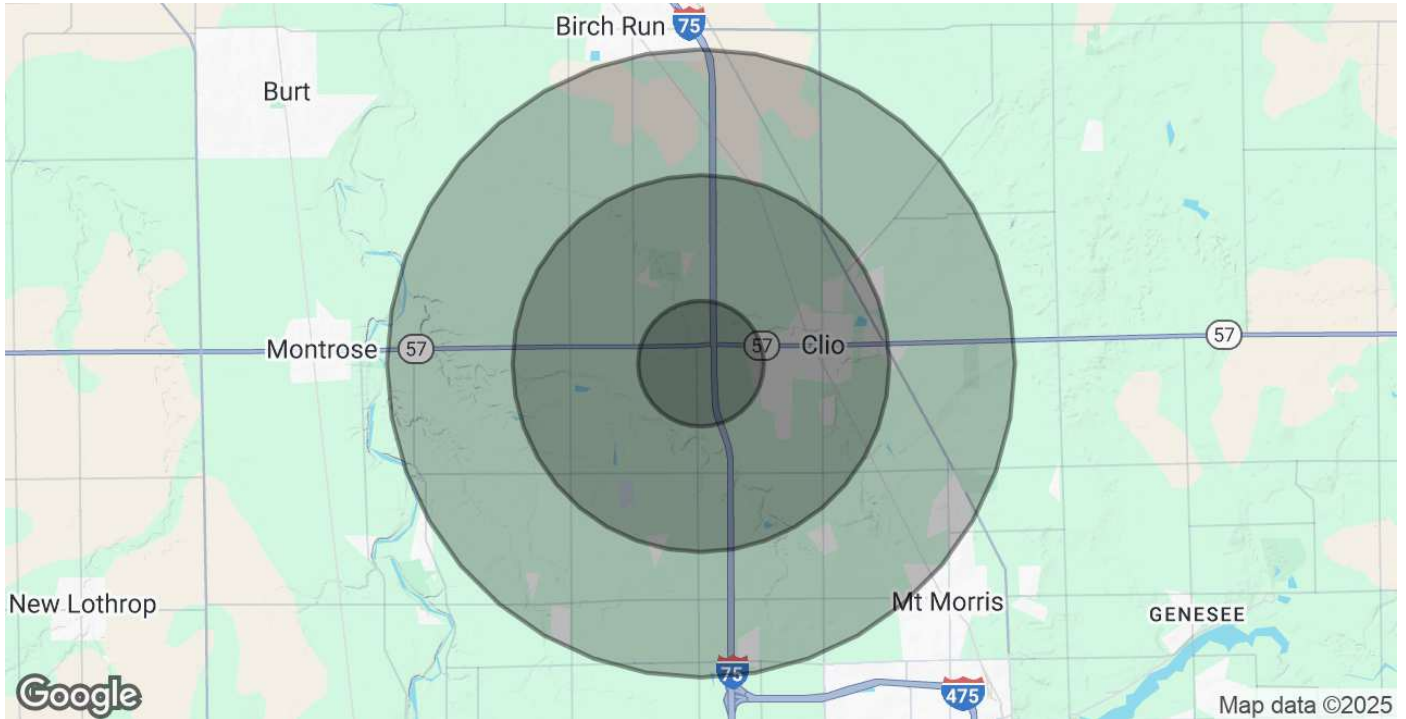 Birch Run
75
Burt
Montrose
57
57
Clio
57
New Lothrop
Mt Morris
GENESEE
75
475
Google
Map data ©2025